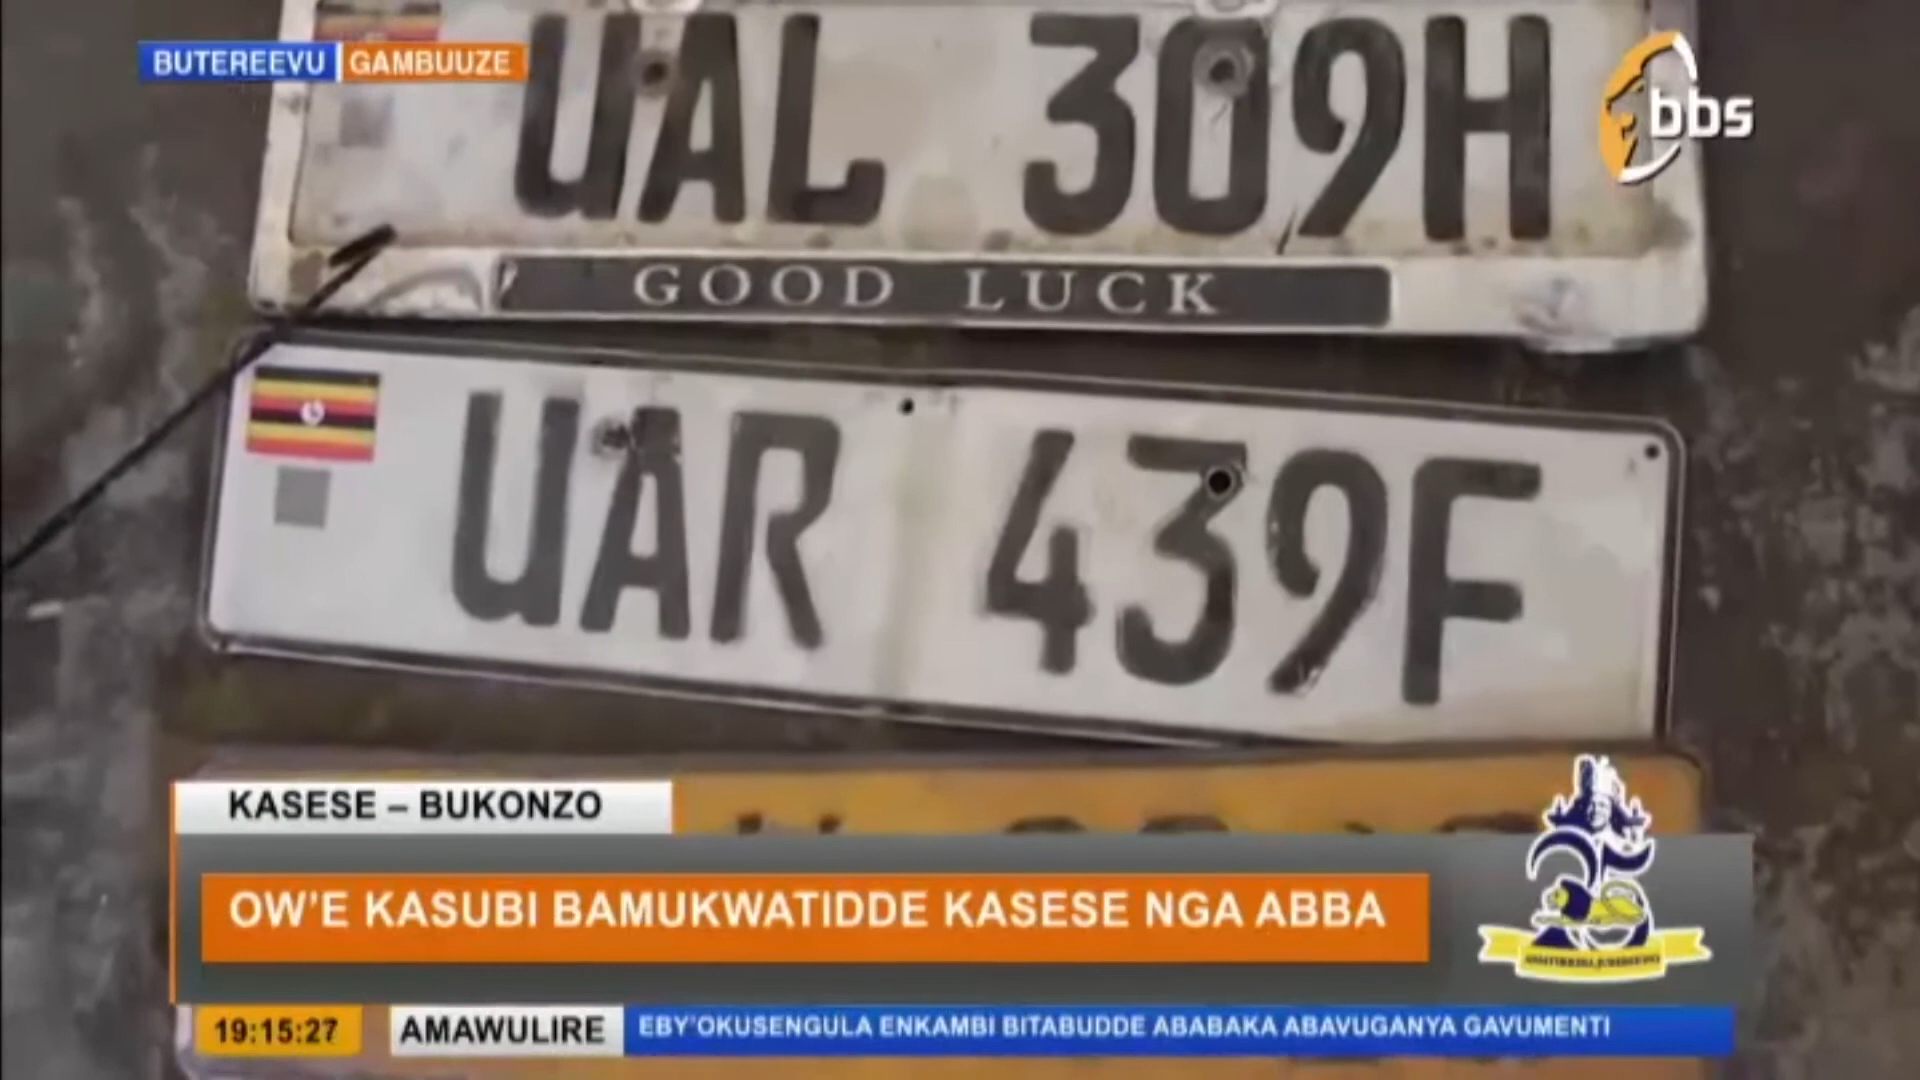 BUTEREEVU GAMBUUZE
bbs
UAL 309H
GOOD LUCK
UAR 439F
KASESE – BUKONZO
OW'E KASUBI BAMUKWATIDDE KASESE NGA ABBA
25
19:15:27 AMAWULIRE EBY'OKUSENGULA ENKAMBI BITABUDDE ABABAKA ABAVUGANYA GAVUMENTI